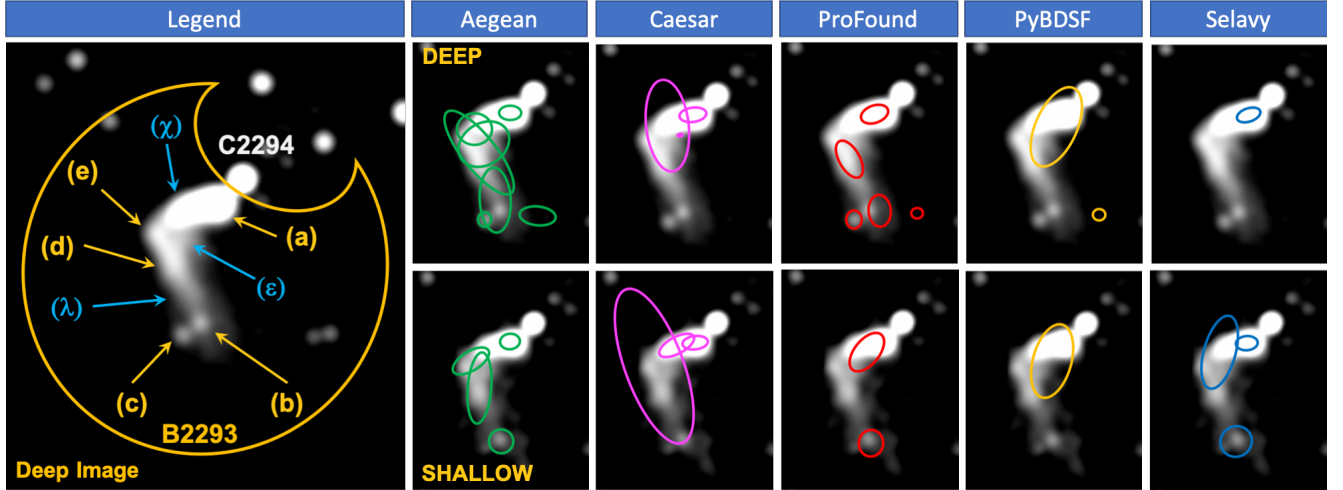 Legend
Aegean
Caesar
ProFound
PyBDSF
Selavy
DEEP
(χ)
C2294
(e)
(a)
(d)
(ε)
(λ)
(c)
(b)
B2293
Deep Image
SHALLOW